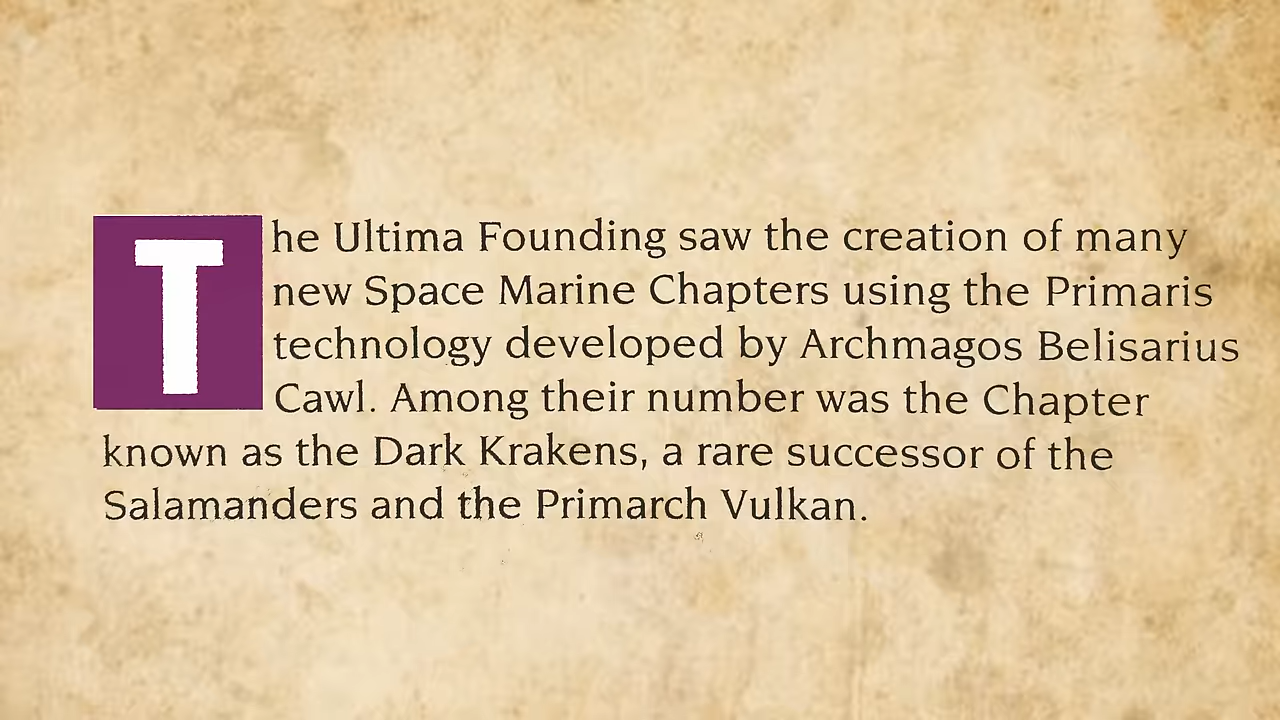 The Ultima Founding saw the creation of many
new Space Marine Chapters using the Primaris
technology developed by Archmagos Belisarius
Cawl. Among their number was the Chapter
known as the Dark Krakens, a rare successor of the
Salamanders and the Primarch Vulkan.